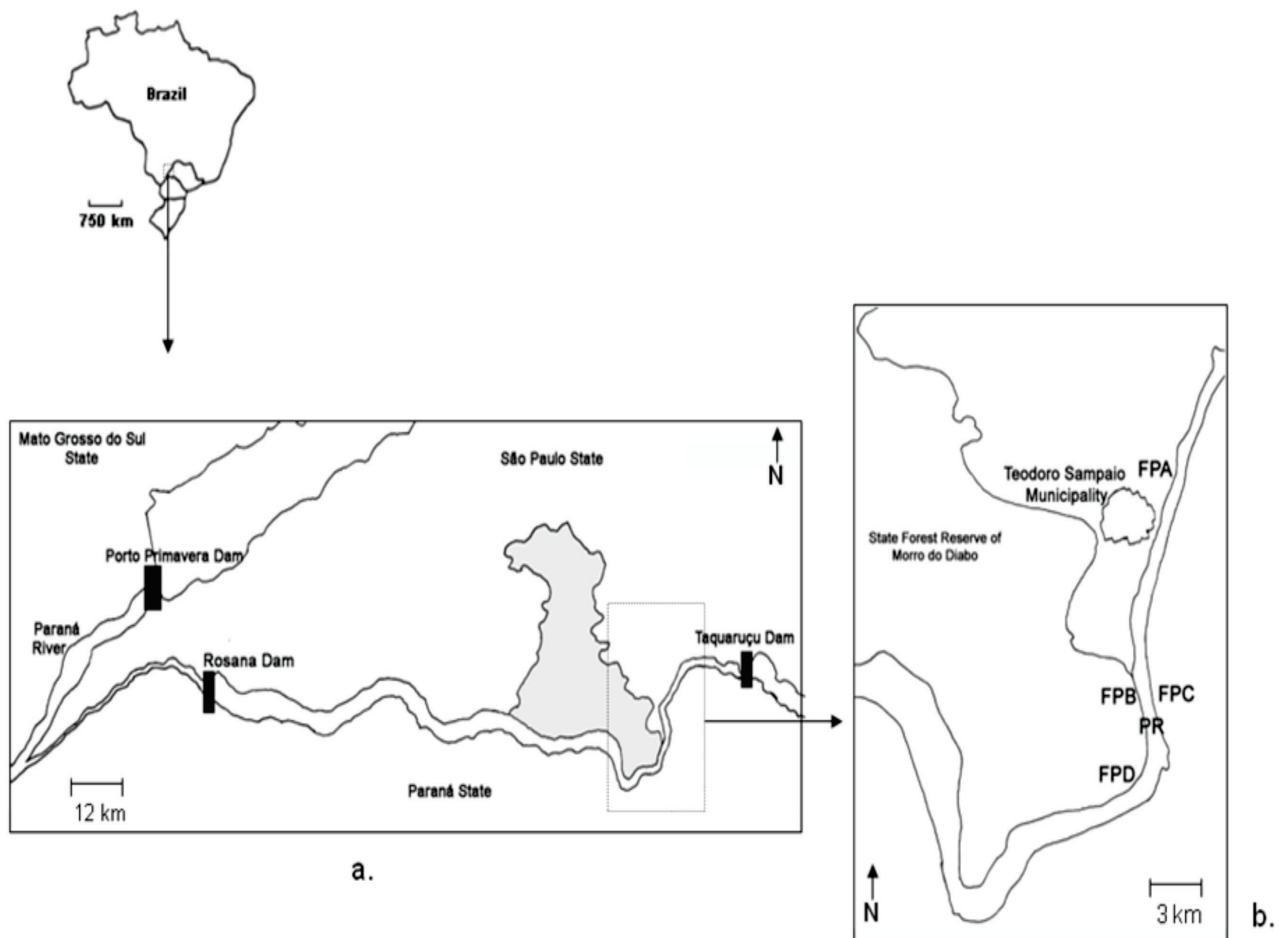 Brazil
750 km
Mato Grosso do Sul
State
São Paulo State
N
Porto Primavera Dam
Paraná
River
Rosana Dam
Taquaruçu Dam
12 km
Paraná State
a.
Teodoro Sampaio
Municipality
FPA
State Forest Reserve of
Morro do Diabo
FPB
FPC
PR
FPD
N
3 km
b.